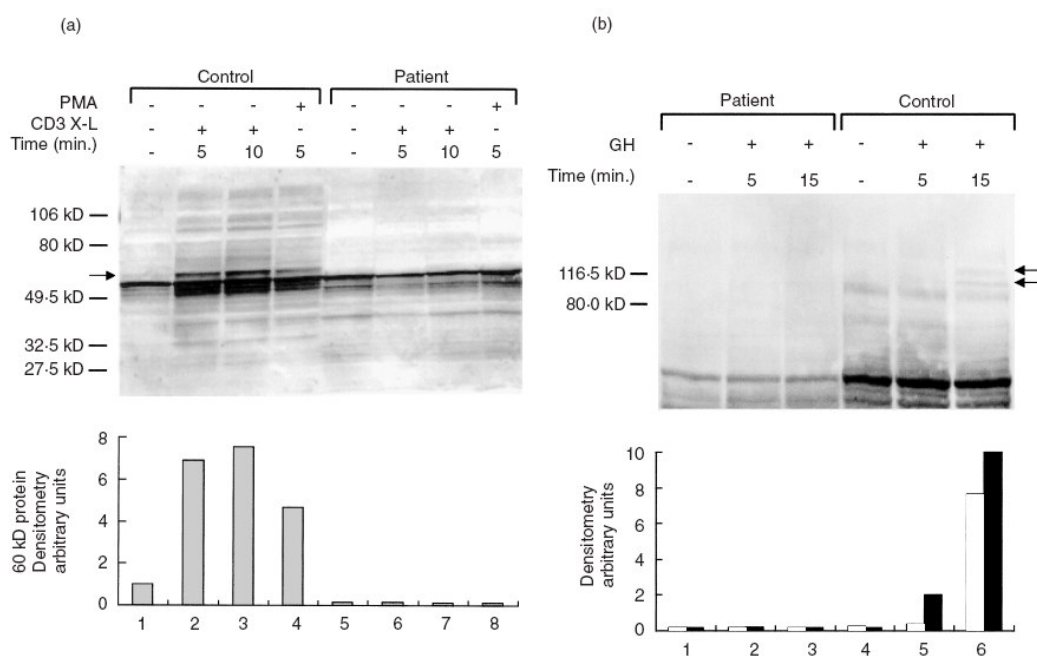 (a)
Control Patient
PMA - - - + - - - +
CD3 X-L - + + - - + + -
Time (min.) - 5 10 5 - 5 10 5
106 kD
80 kD
49·5 kD
32·5 kD
27·5 kD
60 kD protein
Densitometry
arbitrary units
8
6
4
2
0
1 2 3 4 5 6 7 8
(b)
Patient Control
GH - + + - + +
Time (min.) - 5 15 - 5 15
116·5 kD
80·0 kD
Densitometry
arbitrary units
10
8
6
4
2
0
1 2 3 4 5 6